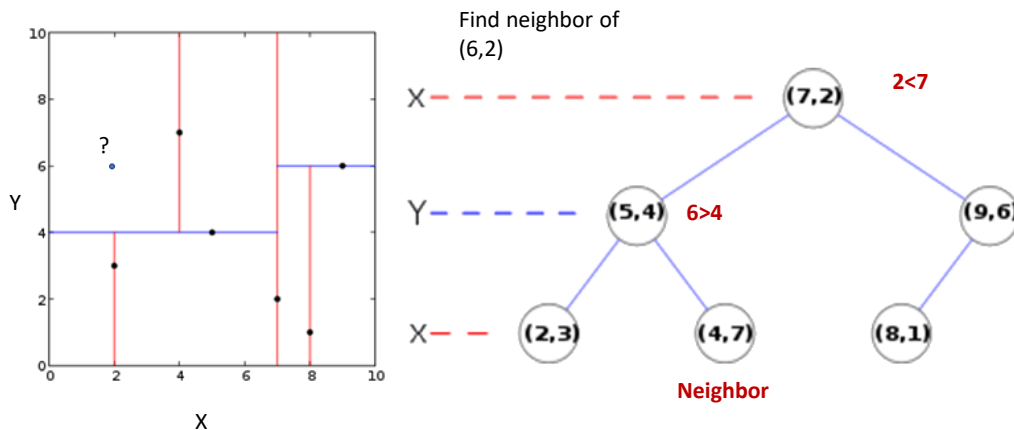 Find neighbor of
(6,2)
10
8
6
4
2
0
Y
?
0 2 4 6 8 10
X
X
(7,2)
2<7
Y
(5,4)
6>4
(9,6)
X
(2,3)
(4,7)
(8,1)
Neighbor